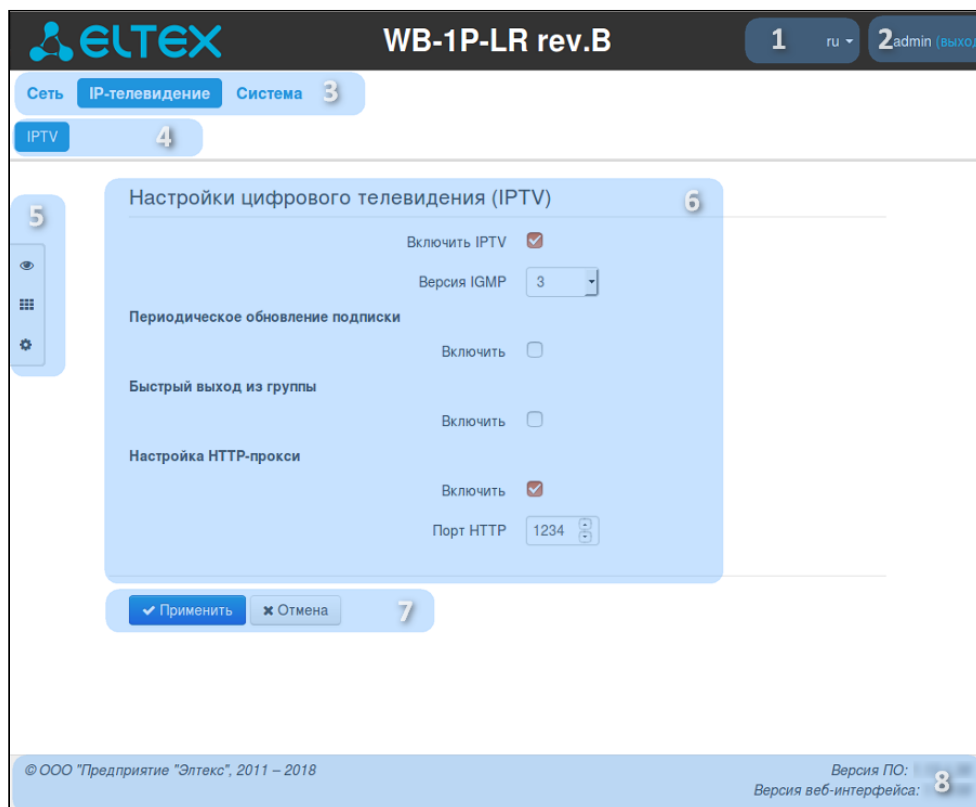 ELTEX WB-1P-LR rev.B 1 ru 2 admin (выход
Сеть IP-телевидение Система 3
IPTV 4
5
Настройки цифрового телевидения (IPTV) 6
Включить IPTV
Версия IGMP 3
Периодическое обновление подписки
Включить
Быстрый выход из группы
Включить
Настройка HTTP-прокси
Включить
Порт HTTP 1234
Применить Отмена 7
© ООО "Предприятие "Элтекс", 2011 – 2018 Версия ПО:
Версия веб-интерфейса: 8